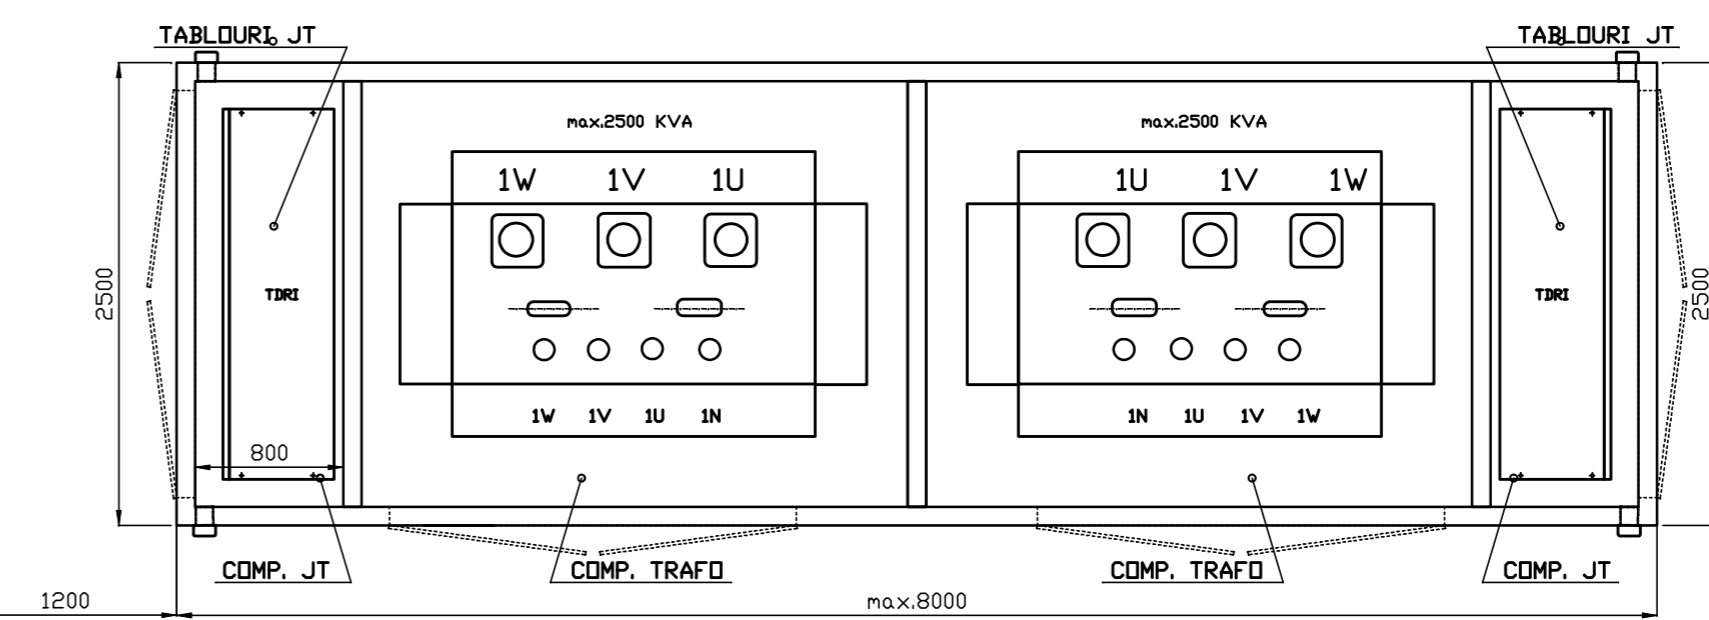 TABLOURI JT TABLOURI JT
max.2500 KVA max.2500 KVA
1W 1V 1U 1U 1V 1W
2500 TDRI TDRI 2500
1W 1V 1U 1N 1N 1U 1V 1W
800
COMP. JT COMP. TRAFO COMP. TRAFO COMP. JT
1200 max.8000